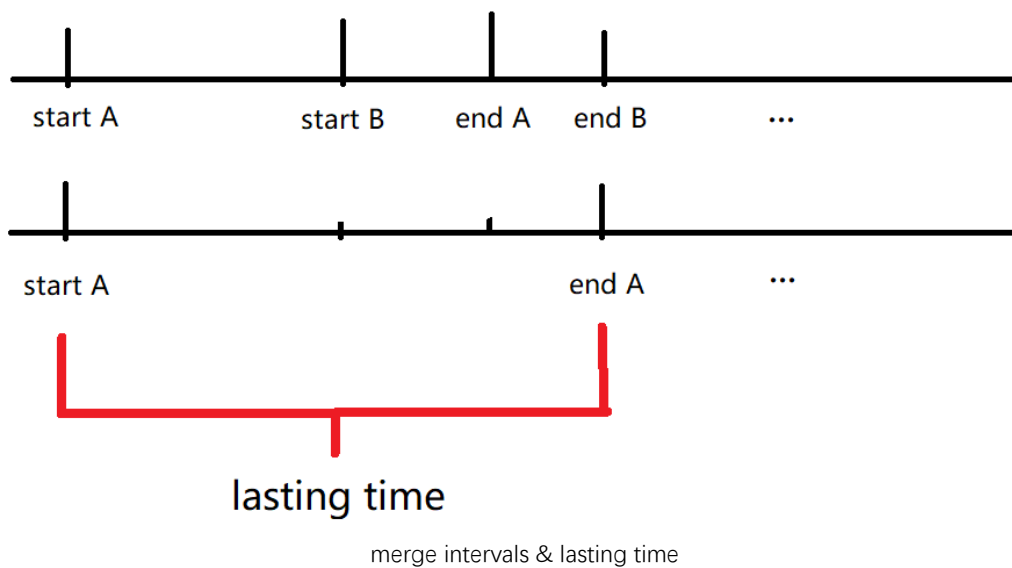 start A start B end A end B ...
start A end A ...
lasting time
merge intervals & lasting time